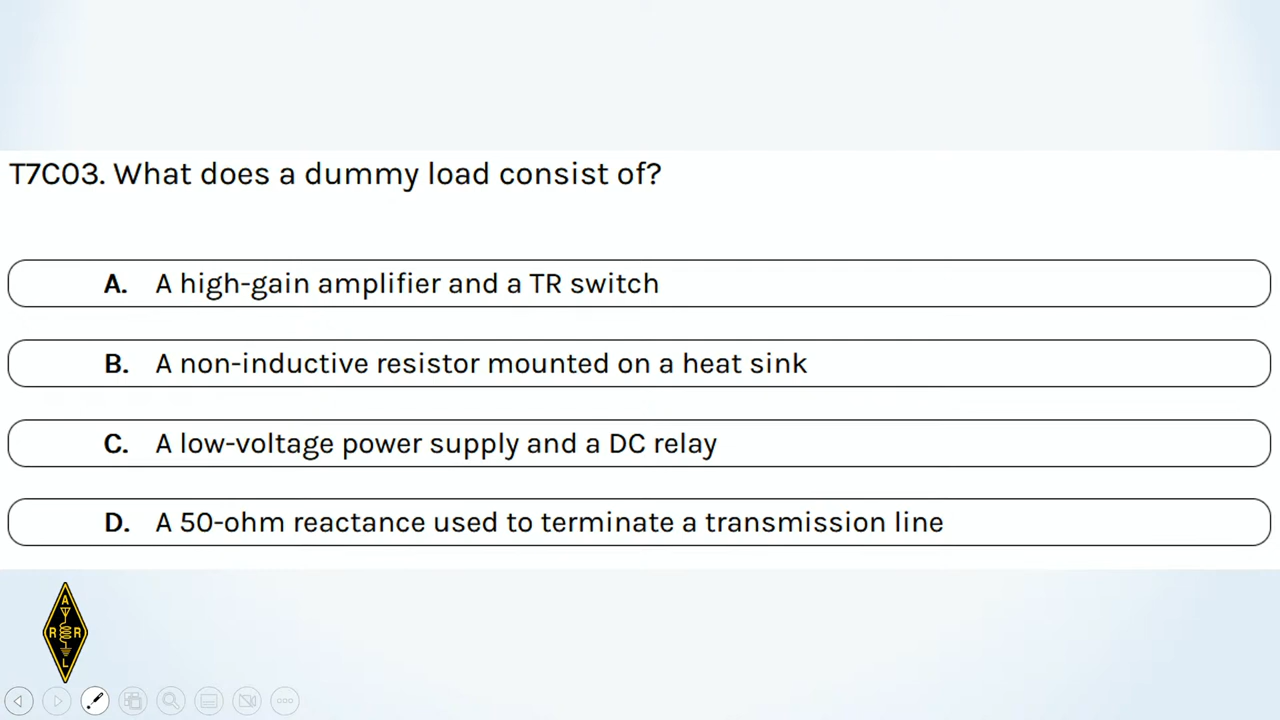 T7C03. What does a dummy load consist of?
A. A high-gain amplifier and a TR switch
B. A non-inductive resistor mounted on a heat sink
C. A low-voltage power supply and a DC relay
D. A 50-ohm reactance used to terminate a transmission line
A
R R
L